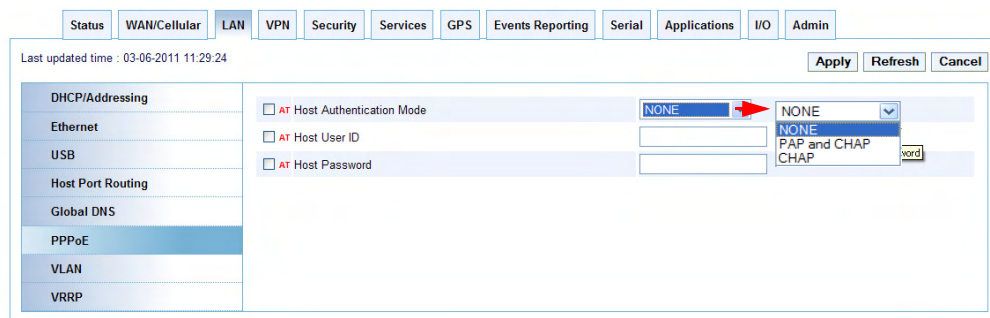 Status WAN/Cellular LAN VPN Security Services GPS Events Reporting Serial Applications I/O Admin
Last updated time : 03-06-2011 11:29:24
Apply Refresh Cancel
DHCP/Addressing
Ethernet
USB
Host Port Routing
Global DNS
PPPoE
VLAN
VRRP
AT Host Authentication Mode NONE NONE
AT Host User ID
AT Host Password
NONE
PAP and CHAP
CHAP